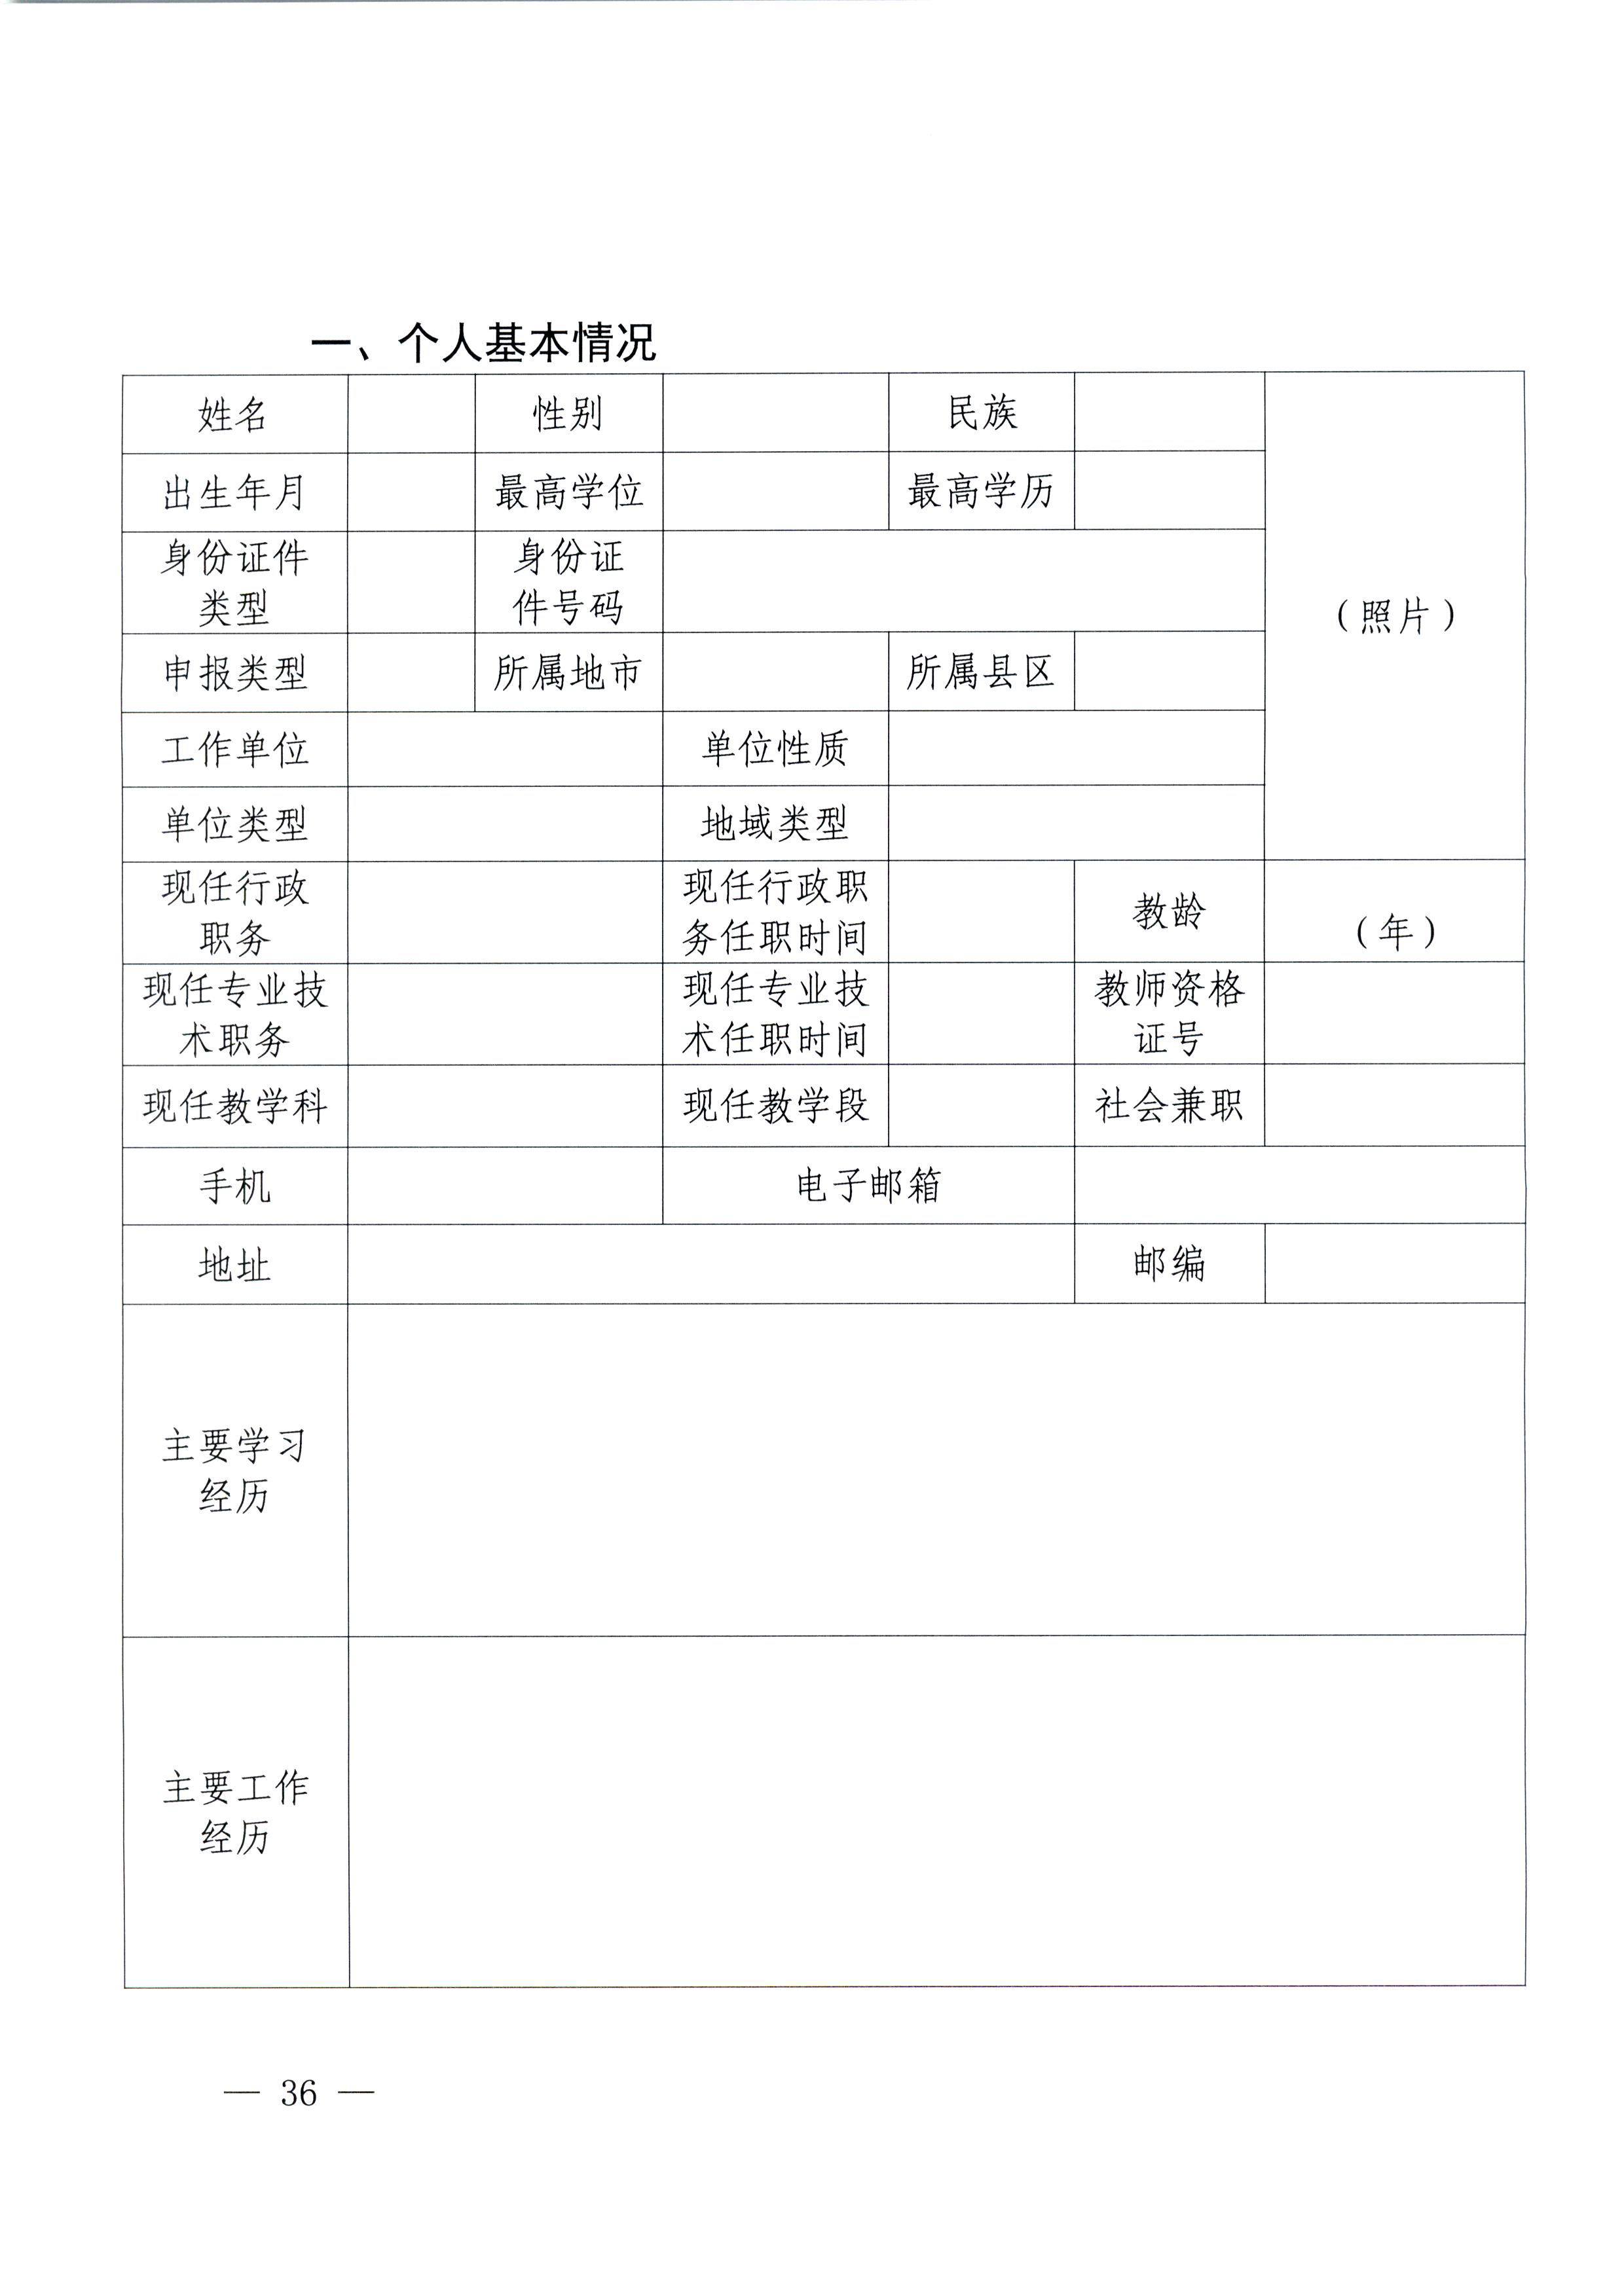 一、个人基本情况
姓名 性别 民族
出生年月 最高学位 最高学历
身份证件 身份证
类型 件号码
（照片）
申报类型 所属地市 所属县区
工作单位 单位性质
单位类型 地域类型
现任行政 现任行政职
职务 务任职时间
教龄 （年）
现任专业技 现任专业技 教师资格
术职务 术任职时间 证号
现任教学科 现任教学段 社会兼职
手机 电子邮箱
地址 邮编
主要学习
经历
主要工作
经历
— 36 —